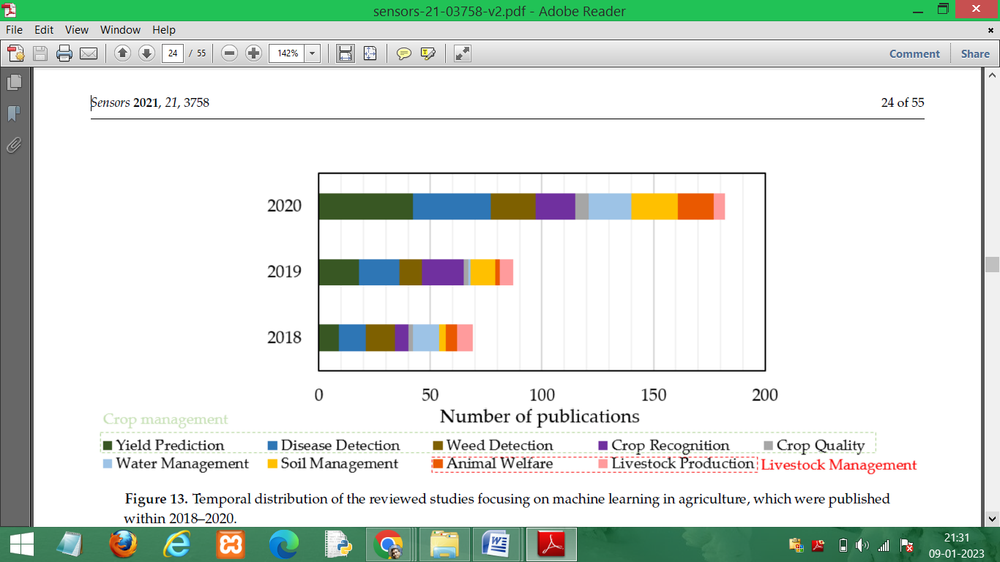 sensors-21-03758-v2.pdf - Adobe Reader
File Edit View Window Help
24 / 55 142% Comment Share
Sensors 2021, 21, 3758 24 of 55
2020
2019
2018
0 50 100 150 200
Number of publications
Crop management
Yield Prediction Disease Detection Weed Detection Crop Recognition Crop Quality
Water Management Soil Management Animal Welfare Livestock Production Livestock Management
Figure 13. Temporal distribution of the reviewed studies focusing on machine learning in agriculture, which were published
within 2018–2020.
21:31
09-01-2023